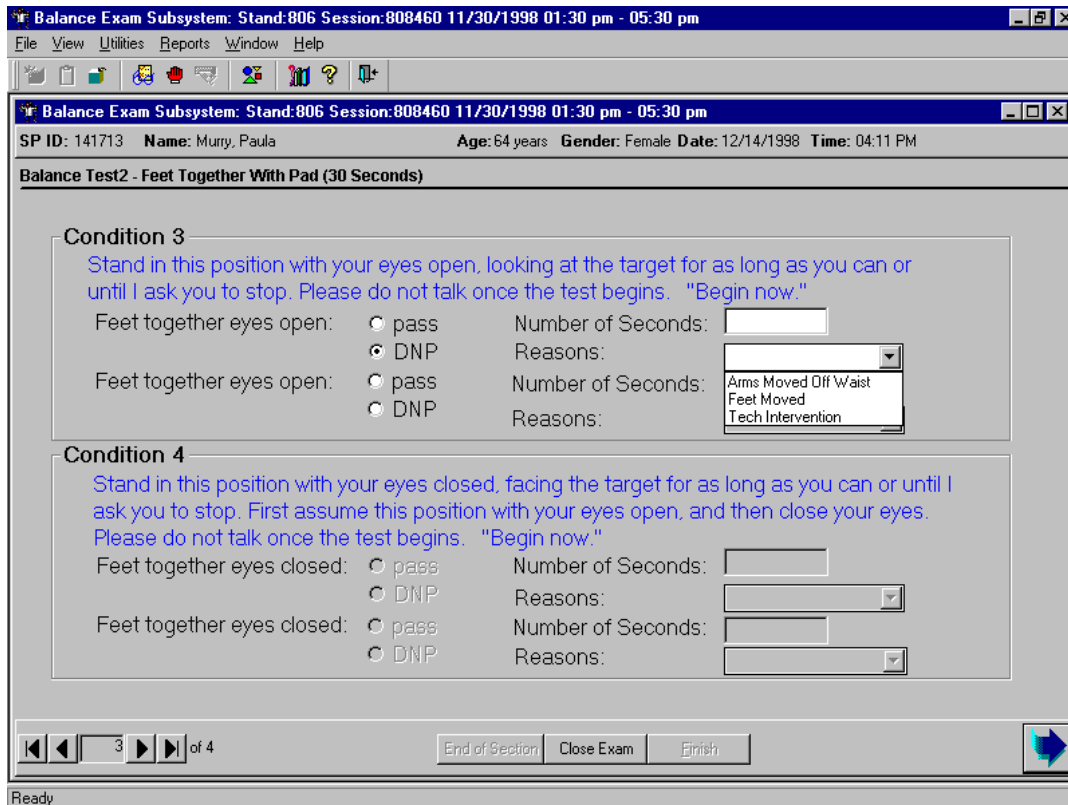 Balance Exam Subsystem: Stand:806 Session:808460 11/30/1998 01:30 pm - 05:30 pm
File View Utilities Reports Window Help
Balance Exam Subsystem: Stand:806 Session:808460 11/30/1998 01:30 pm - 05:30 pm
SP ID: 141713 Name: Murry, Paula Age: 64 years Gender: Female Date: 12/14/1998 Time: 04:11 PM
Balance Test2 - Feet Together With Pad (30 Seconds)
Condition 3
Stand in this position with your eyes open, looking at the target for as long as you can or
until I ask you to stop. Please do not talk once the test begins. "Begin now."
Feet together eyes open: pass Number of Seconds:
DNP Reasons:
Feet together eyes open: pass Number of Seconds:
DNP Reasons:
Arms Moved Off Waist
Feet Moved
Tech Intervention
Condition 4
Stand in this position with your eyes closed, facing the target for as long as you can or until I
ask you to stop. First assume this position with your eyes open, and then close your eyes.
Please do not talk once the test begins. "Begin now."
Feet together eyes closed: pass Number of Seconds:
DNP Reasons:
Feet together eyes closed: pass Number of Seconds:
DNP Reasons:
3 of 4 End of Section Close Exam Finish
Ready